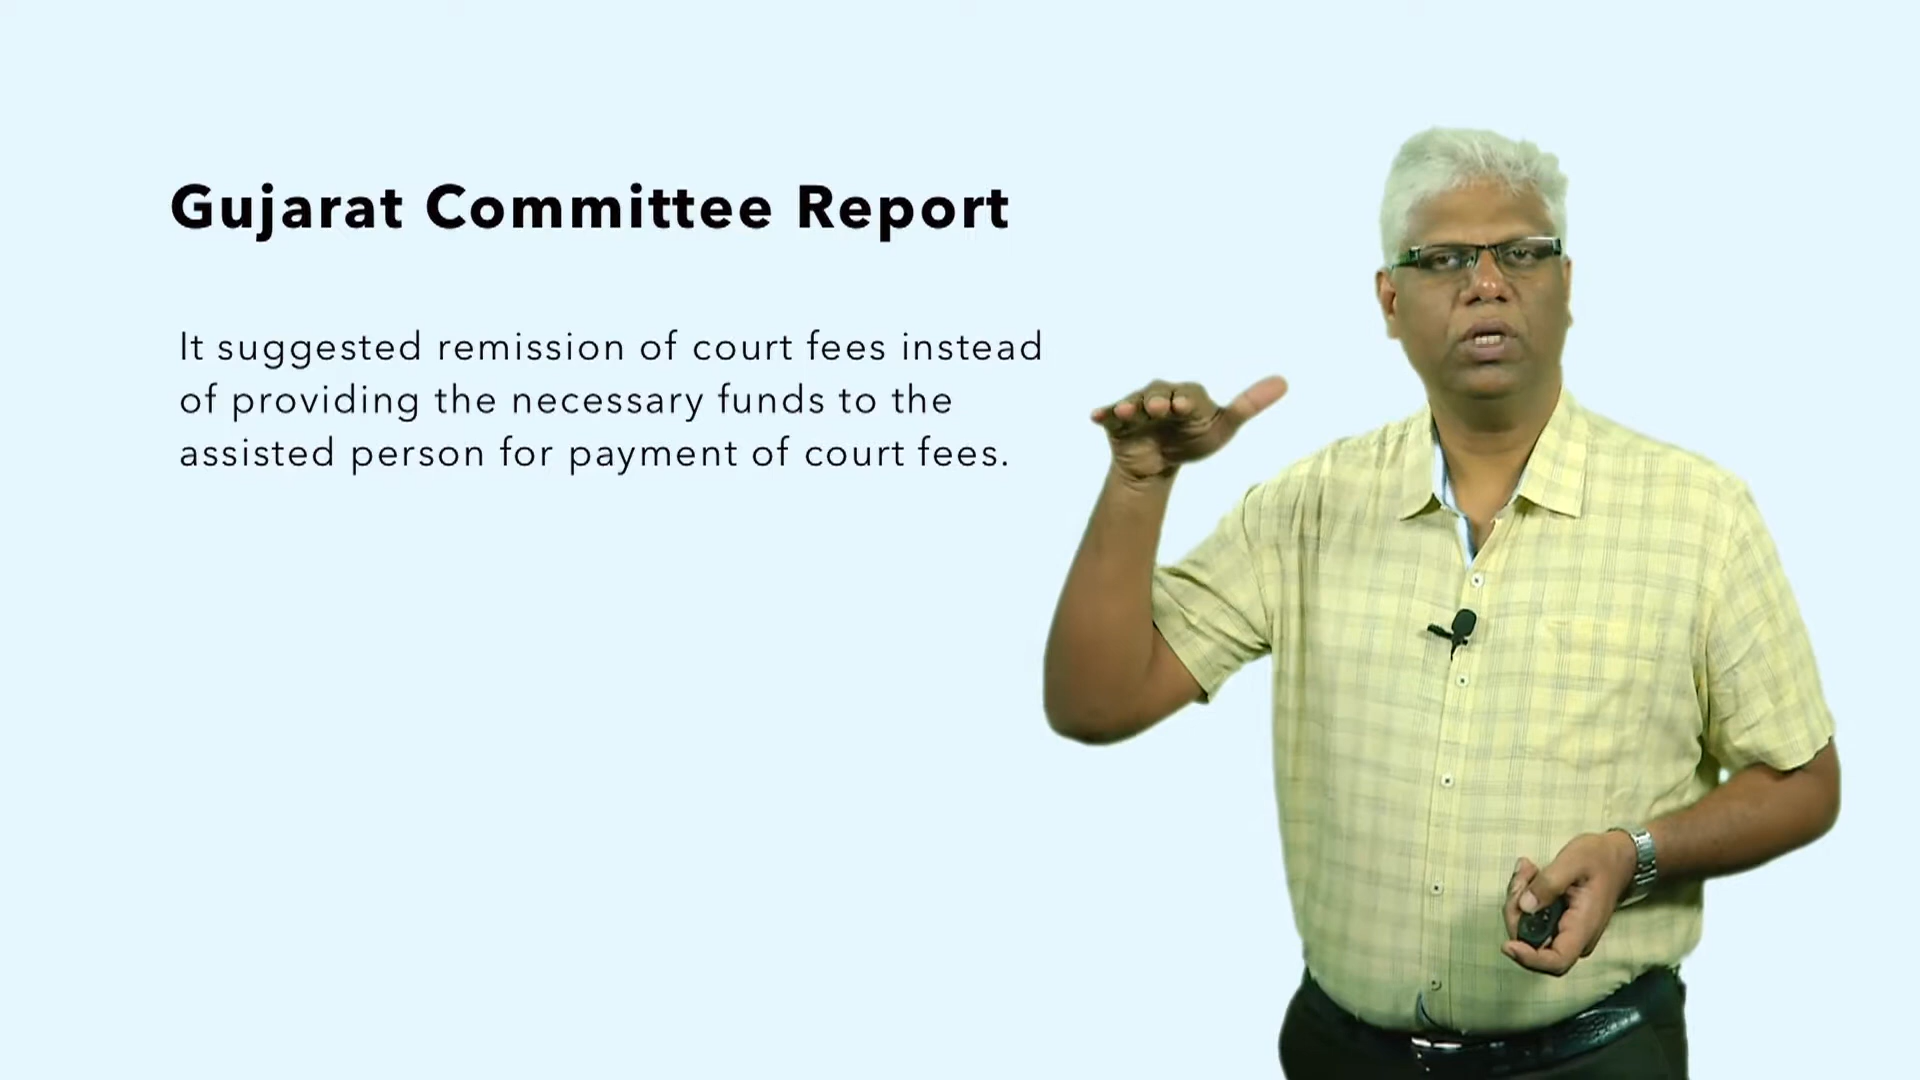 Gujarat Committee Report
It suggested remission of court fees instead
of providing the necessary funds to the
assisted person for payment of court fees.